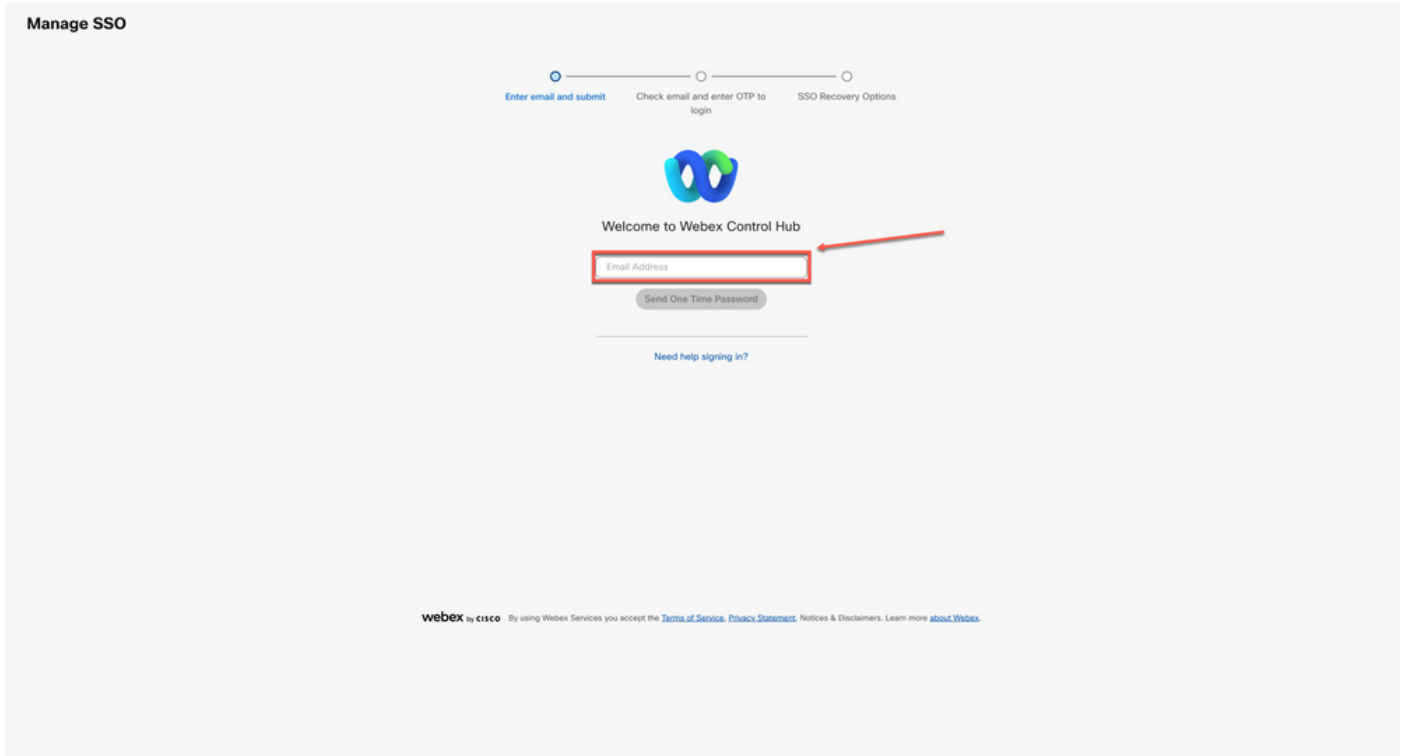 Manage SSO
Enter email and submit
Check email and enter OTP to
login
SSO Recovery Options
Welcome to Webex Control Hub
Email Address
Send One Time Password
Need help signing in?
webex by CISCO By using Webex Services you accept the Terms of Service, Privacy Statement, Notices & Disclaimers. Learn more about Webex.